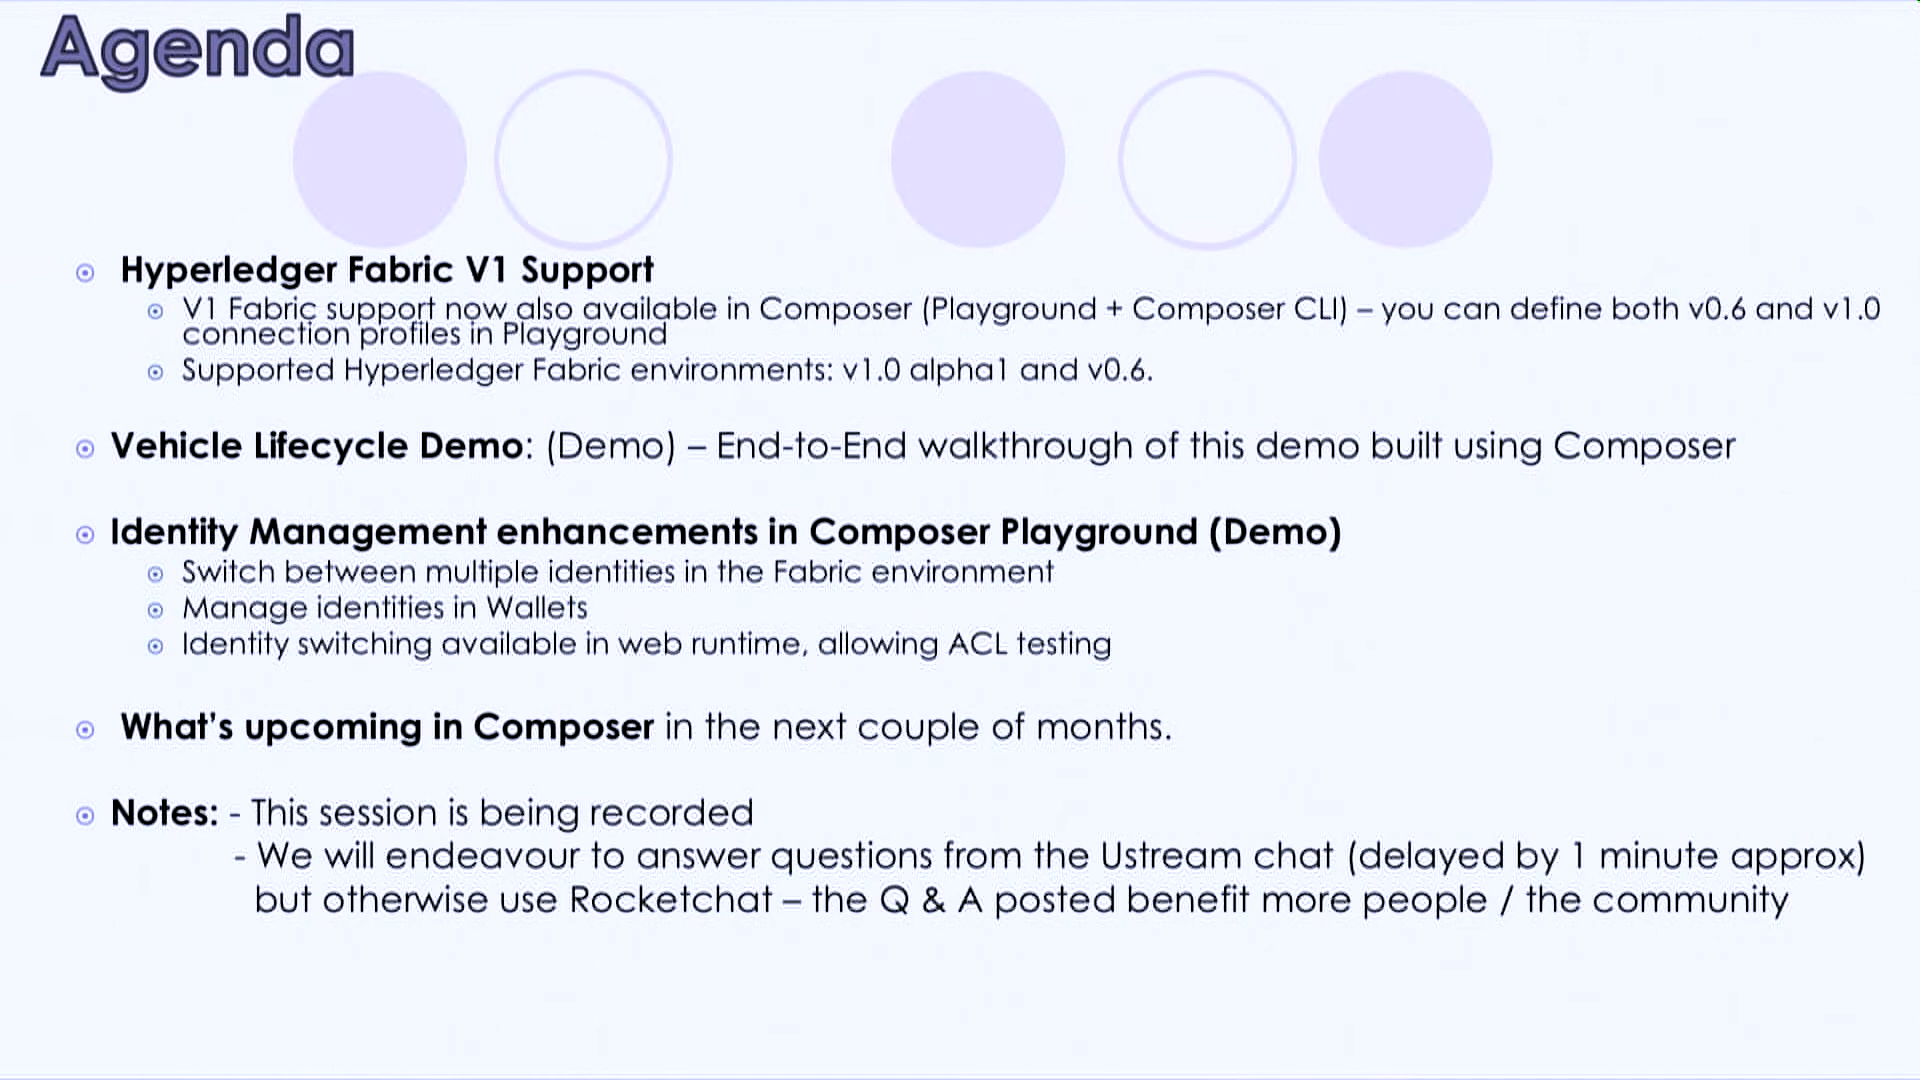 Agenda
Hyperledger Fabric V1 Support
V1 Fabric support now also available in Composer (Playground + Composer CLI) – you can define both v0.6 and v1.0
connection profiles in Playground
Supported Hyperledger Fabric environments: v1.0 alpha1 and v0.6.
Vehicle Lifecycle Demo: (Demo) – End-to-End walkthrough of this demo built using Composer
Identity Management enhancements in Composer Playground (Demo)
Switch between multiple identities in the Fabric environment
Manage identities in Wallets
Identity switching available in web runtime, allowing ACL testing
What’s upcoming in Composer in the next couple of months.
Notes: - This session is being recorded
- We will endeavour to answer questions from the Ustream chat (delayed by 1 minute approx)
but otherwise use Rocketchat – the Q & A posted benefit more people / the community